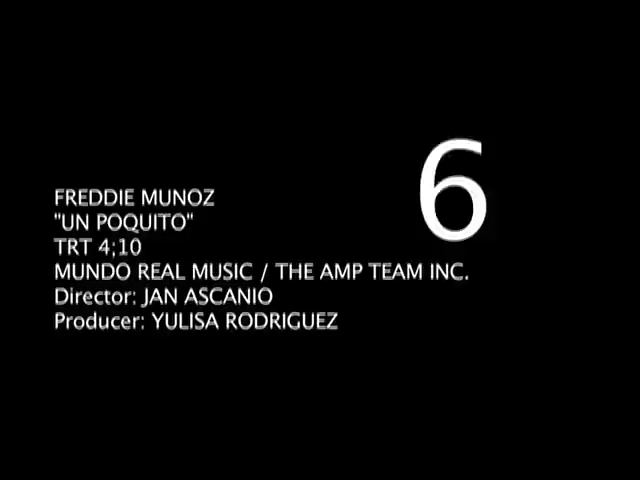 6
FREDDIE MUNOZ
"UN POQUITO"
TRT 4;10
MUNDO REAL MUSIC / THE AMP TEAM INC.
Director: JAN ASCANIO
Producer: YULISA RODRIGUEZ